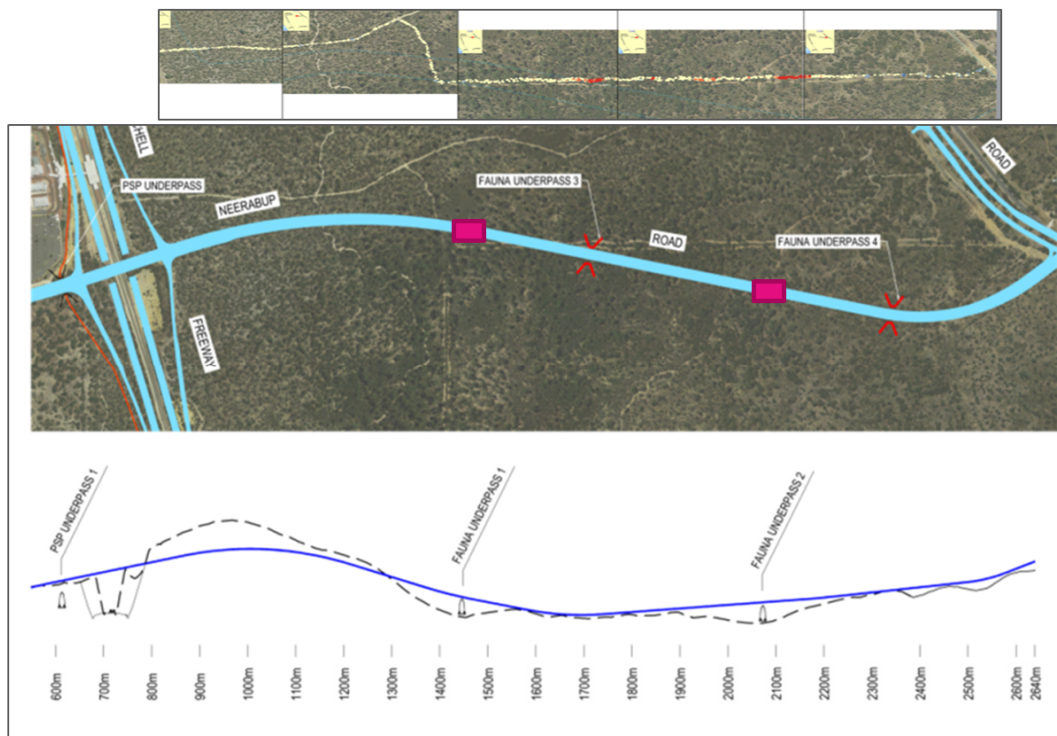 HELL
PSP UNDERPASS
NEERABUP
FAUNA UNDERPASS 3
ROAD
FAUNA UNDERPASS 4
ROAD
FREEWAY
PSP UNDERPASS 1
FAUNA UNDERPASS 1
FAUNA UNDERPASS 2
600m
700m
800m
900m
1000m
1100m
1200m
1300m
1400m
1500m
1600m
1700m
1800m
1900m
2000m
2100m
2200m
2300m
2400m
2500m
2600m
2640m